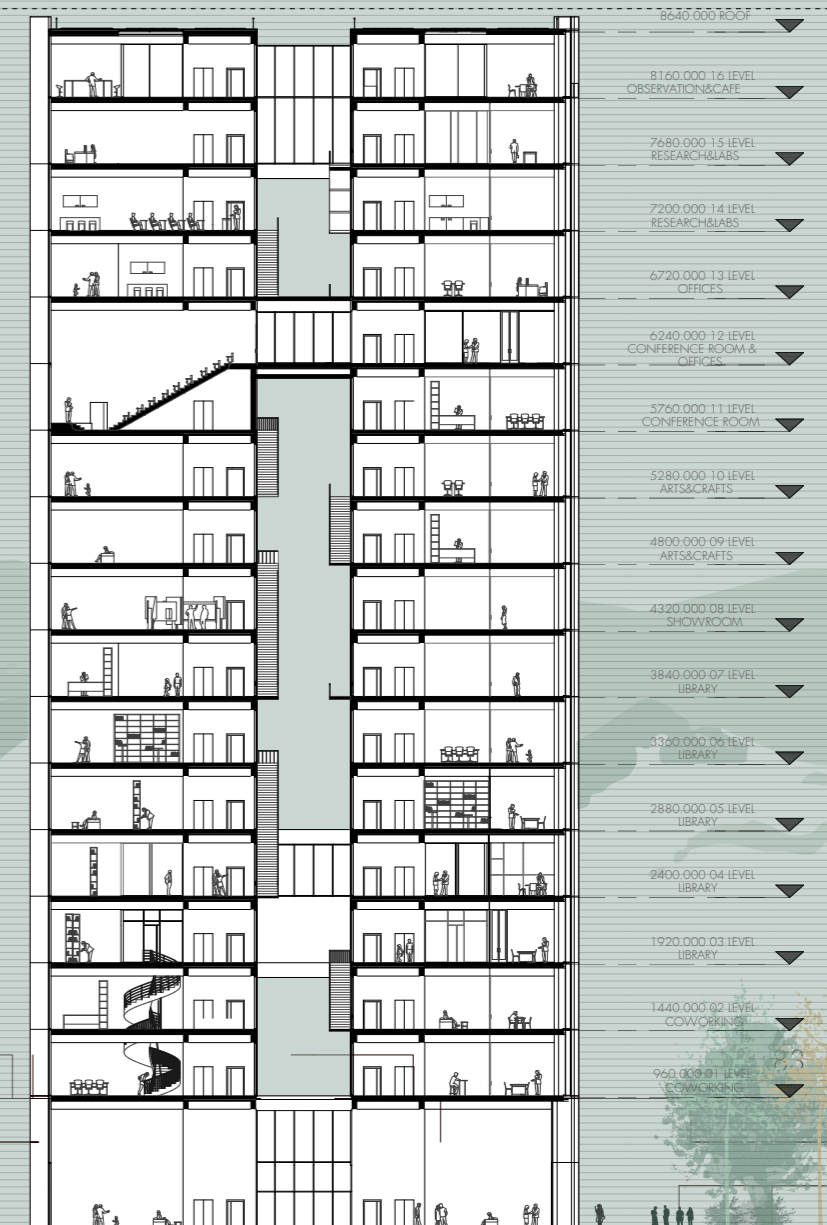 8640.000 ROOF
8160.000 16 LEVEL
OBSERVATION&CAFE
7680.000 15 LEVEL
RESEARCH&LABS
7200.000 14 LEVEL
RESEARCH&LABS
6720.000 13 LEVEL
OFFICES
6240.000 12 LEVEL
CONFERENCE ROOM &
OFFICES
5760.000 11 LEVEL
CONFERENCE ROOM
5280.000 10 LEVEL
ARTS&CRAFTS
4800.000 09 LEVEL
ARTS&CRAFTS
4320.000 08 LEVEL
SHOWROOM
3840.000 07 LEVEL
LIBRARY
3360.000 06 LEVEL
LIBRARY
2880.000 05 LEVEL
LIBRARY
2400.000 04 LEVEL
LIBRARY
1920.000 03 LEVEL
LIBRARY
1440.000 02 LEVEL
COWORKING
960.000 01 LEVEL
COWORKING